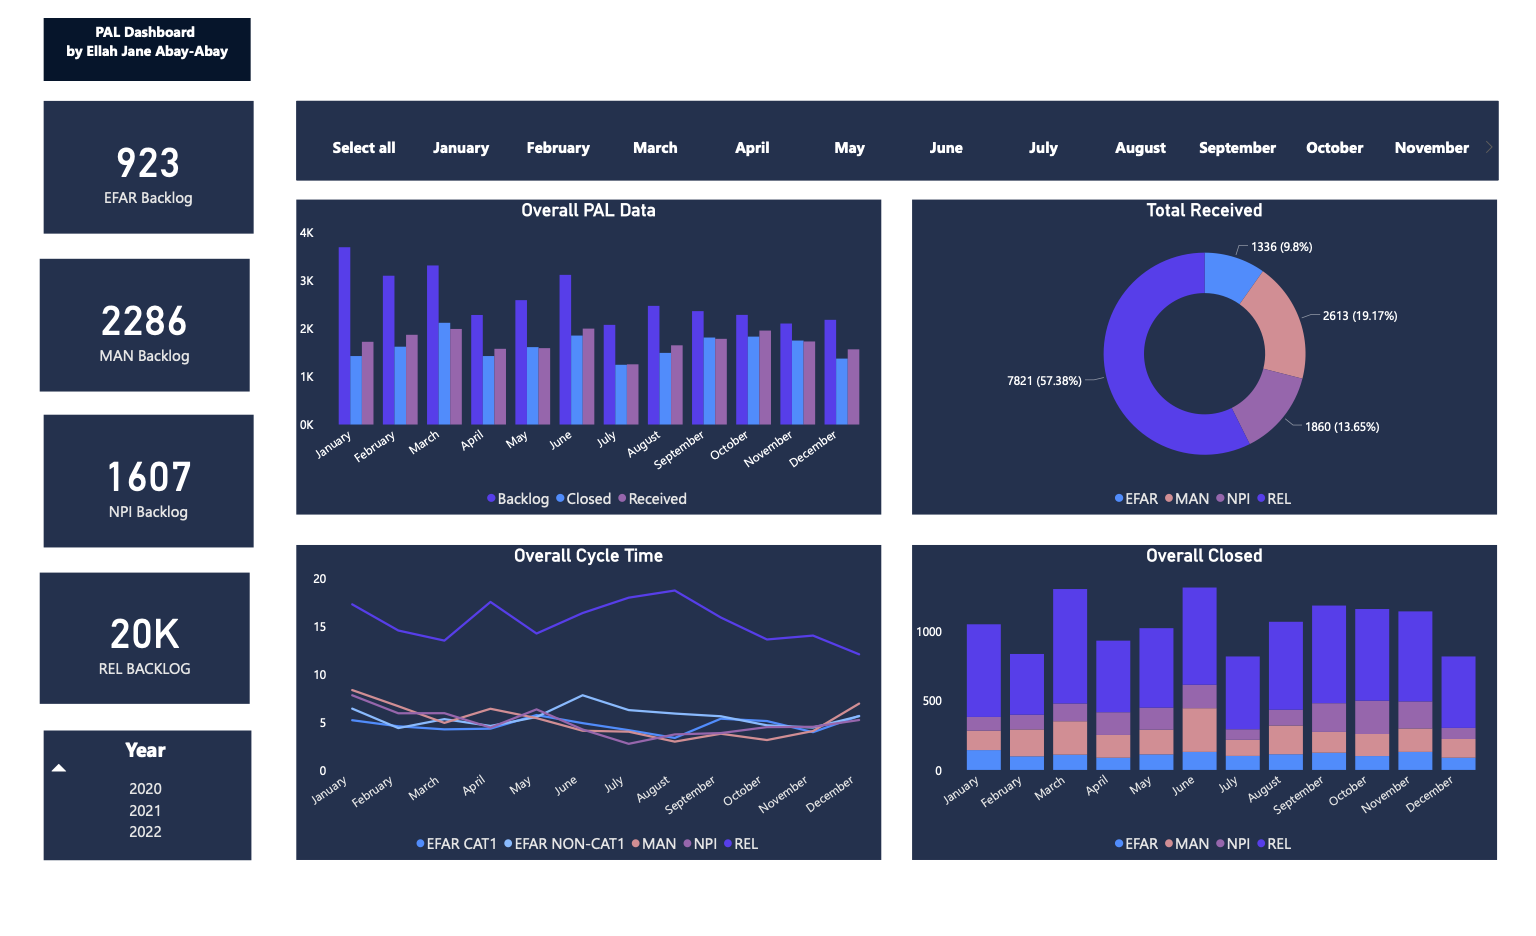 PAL Dashboard
by Ellah Jane Abay-Abay
923
EFAR Backlog
2286
MAN Backlog
1607
NPI Backlog
20K
REL BACKLOG
Year
2020
2021
2022
Select all January February March April May June July August September October November
Overall PAL Data
4K
3K
2K
1K
0K
January February March April May June July August September October November December
Backlog Closed Received
Total Received
1336 (9.8%)
2613 (19.17%)
7821 (57.38%)
1860 (13.65%)
EFAR MAN NPI REL
Overall Cycle Time
20
15
10
5
0
January February March April May June July August September October November December
EFAR CAT1 EFAR NON-CAT1 MAN NPI REL
Overall Closed
1000
500
0
January February March April May June July August September October November December
EFAR MAN NPI REL